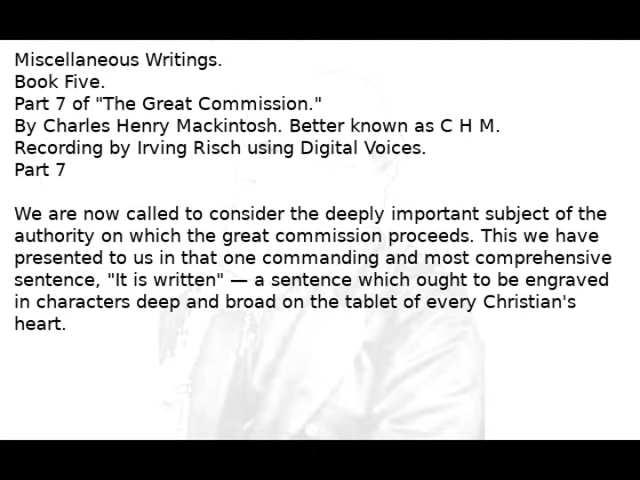 Miscellaneous Writings.
Book Five.
Part 7 of "The Great Commission."
By Charles Henry Mackintosh. Better known as C H M.
Recording by Irving Risch using Digital Voices.
Part 7
We are now called to consider the deeply important subject of the
authority on which the great commission proceeds. This we have
presented to us in that one commanding and most comprehensive
sentence, "It is written" — a sentence which ought to be engraved
in characters deep and broad on the tablet of every Christian's
heart.